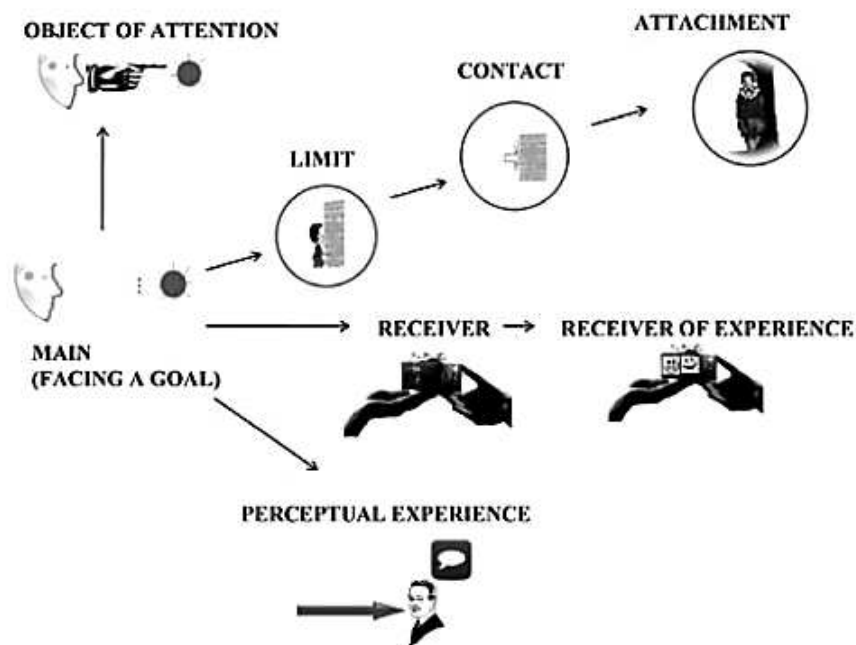 OBJECT OF ATTENTION
ATTACHMENT
CONTACT
LIMIT
MAIN
(FACING A GOAL)
RECEIVER
RECEIVER OF EXPERIENCE
PERCEPTUAL EXPERIENCE